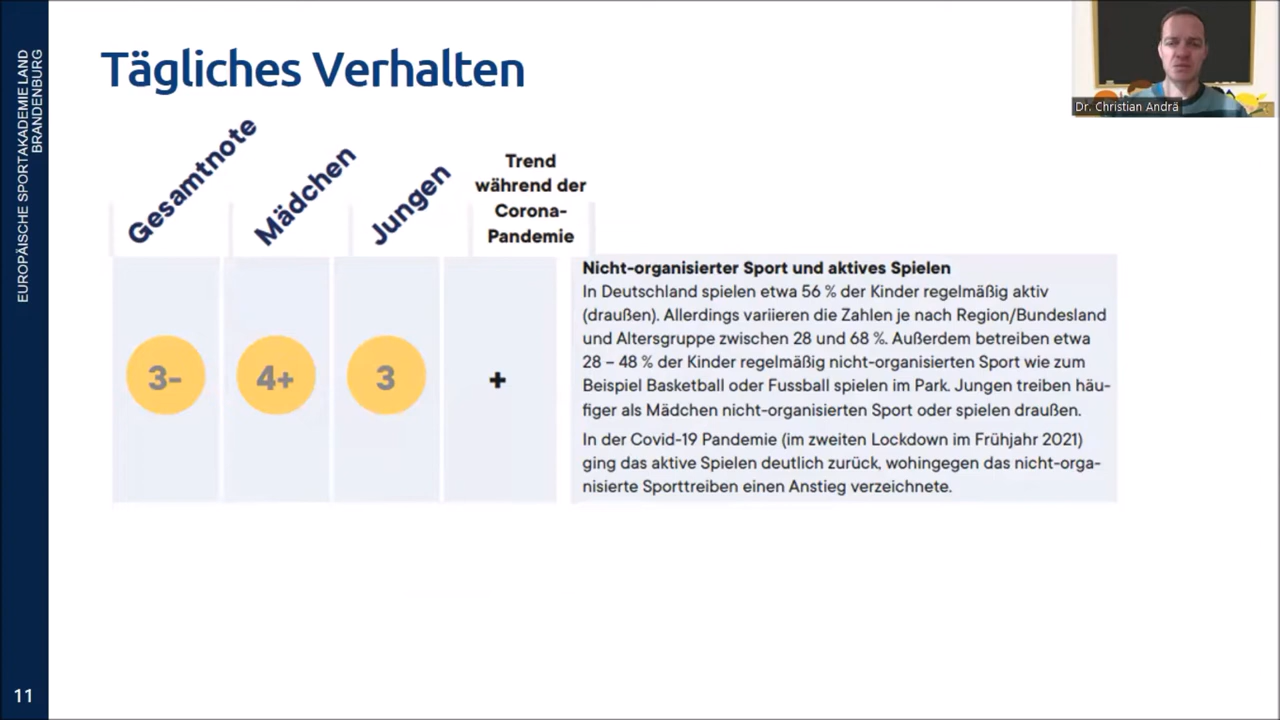 EUROPÄISCHE SPORTAKADEMIE LAND
BRANDENBURG
Tägliches Verhalten
Dr. Christian Andrä
Gesamtnote
Mädchen
Jungen
Trend
während der
Corona-
Pandemie
3-
4+
3
+
Nicht-organisierter Sport und aktives Spielen
In Deutschland spielen etwa 56 % der Kinder regelmäßig aktiv
(draußen). Allerdings variieren die Zahlen je nach Region/Bundesland
und Altersgruppe zwischen 28 und 68 %. Außerdem betreiben etwa
28 – 48 % der Kinder regelmäßig nicht-organisierten Sport wie zum
Beispiel Basketball oder Fussball spielen im Park. Jungen treiben häu-
figer als Mädchen nicht-organisierten Sport oder spielen draußen.
In der Covid-19 Pandemie (im zweiten Lockdown im Frühjahr 2021)
ging das aktive Spielen deutlich zurück, wohingegen das nicht-orga-
nisierte Sporttreiben einen Anstieg verzeichnete.
11